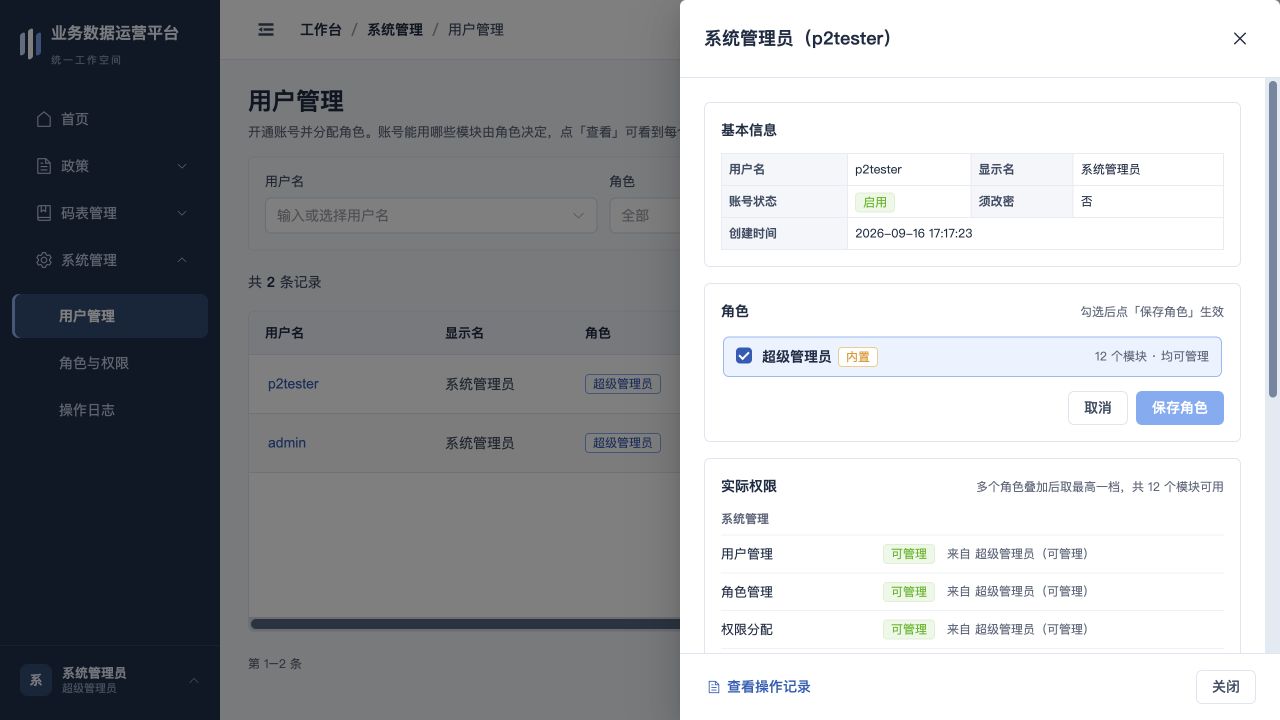 业务数据运营平台
统一工作空间
首页
政策
码表管理
系统管理
用户管理
角色与权限
操作日志
系
系统管理员
超级管理员
工作台 / 系统管理 / 用户管理
用户管理
开通账号并分配角色。账号能用哪些模块由角色决定，点「查看」可看到每
用户名
角色
输入或选择用户名
全部
共 2 条记录
用户名 显示名 角色
p2tester 系统管理员 超级管理员
admin 系统管理员 超级管理员
第 1–2 条
系统管理员（p2tester）
基本信息
用户名 p2tester 显示名 系统管理员
账号状态 启用 须改密 否
创建时间 2026-09-16 17:17:23
角色 勾选后点「保存角色」生效
超级管理员 内置 12 个模块 · 均可管理
取消 保存角色
实际权限 多个角色叠加后取最高一档，共 12 个模块可用
系统管理
用户管理 可管理 来自 超级管理员（可管理）
角色管理 可管理 来自 超级管理员（可管理）
权限分配 可管理 来自 超级管理员（可管理）
查看操作记录
关闭